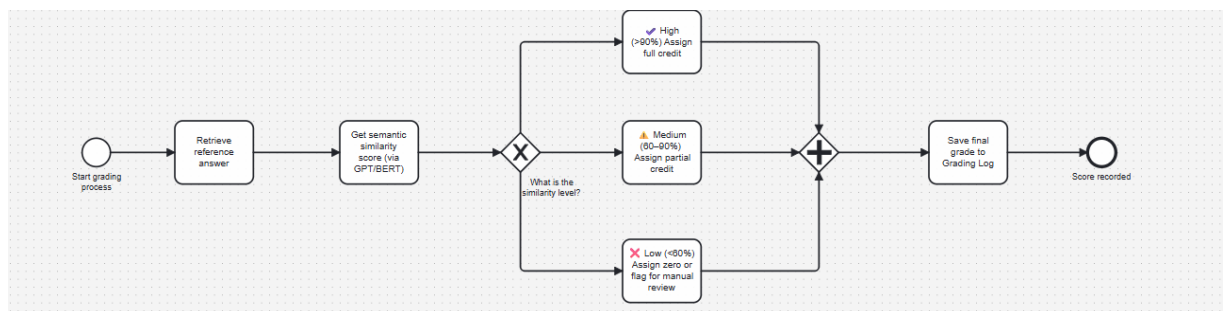 Start grading
process
Retrieve
reference
answer
Get semantic
similarity
score (via
GPT/BERT)
What is the
similarity level?
✔ High
(>90%) Assign
full credit
⚠ Medium
(60–90%)
Assign partial
credit
❌ Low (<60%)
Assign zero or
flag for manual
review
Save final
grade to
Grading Log
Score recorded